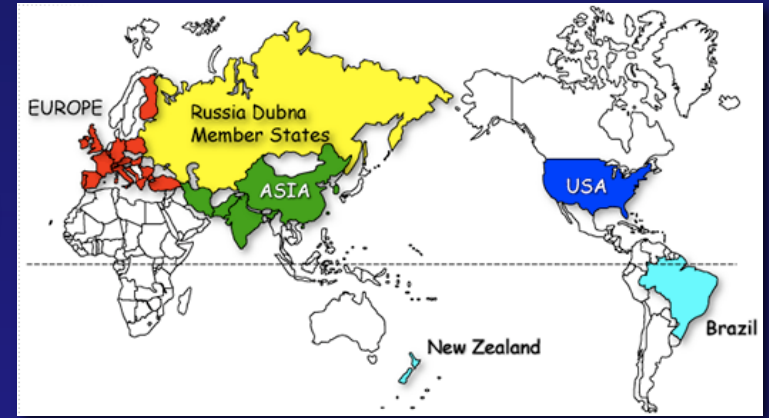 EUROPE
Russia Dubna
Member States
ASIA
USA
Brazil
New Zealand